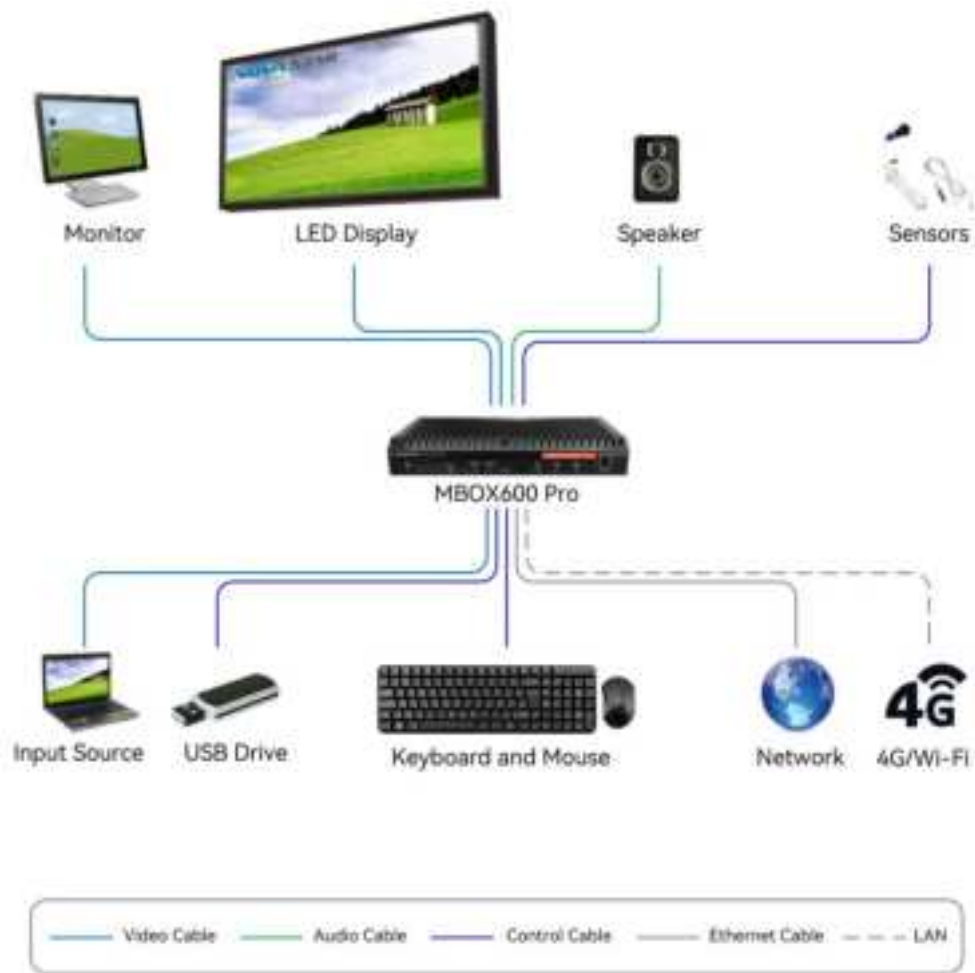 Monitor
LED Display
Speaker
Sensors
MBOX600 Pro
Input Source
USB Drive
Keyboard and Mouse
Network
4G
4G/Wi-Fi
Video Cable
Audio Cable
Control Cable
Ethernet Cable
LAN